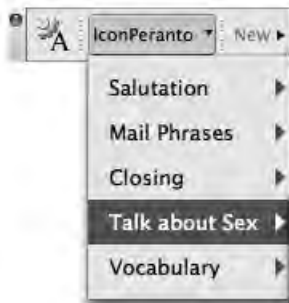 A IconPeranto New
Salutation
Mail Phrases
Closing
Talk about Sex
Vocabulary